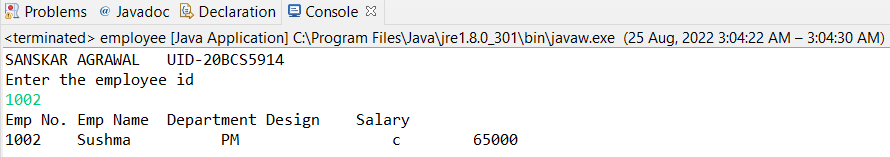 Problems @ Javadoc Declaration Console
<terminated> employee [Java Application] C:\Program Files\Java\jre1.8.0_301\bin\javaw.exe (25 Aug, 2022 3:04:22 AM – 3:04:30 AM)
SANSKAR AGRAWAL UID-20BCS5914
Enter the employee id
1002
Emp No. Emp Name Department Design Salary
1002 Sushma PM c 65000